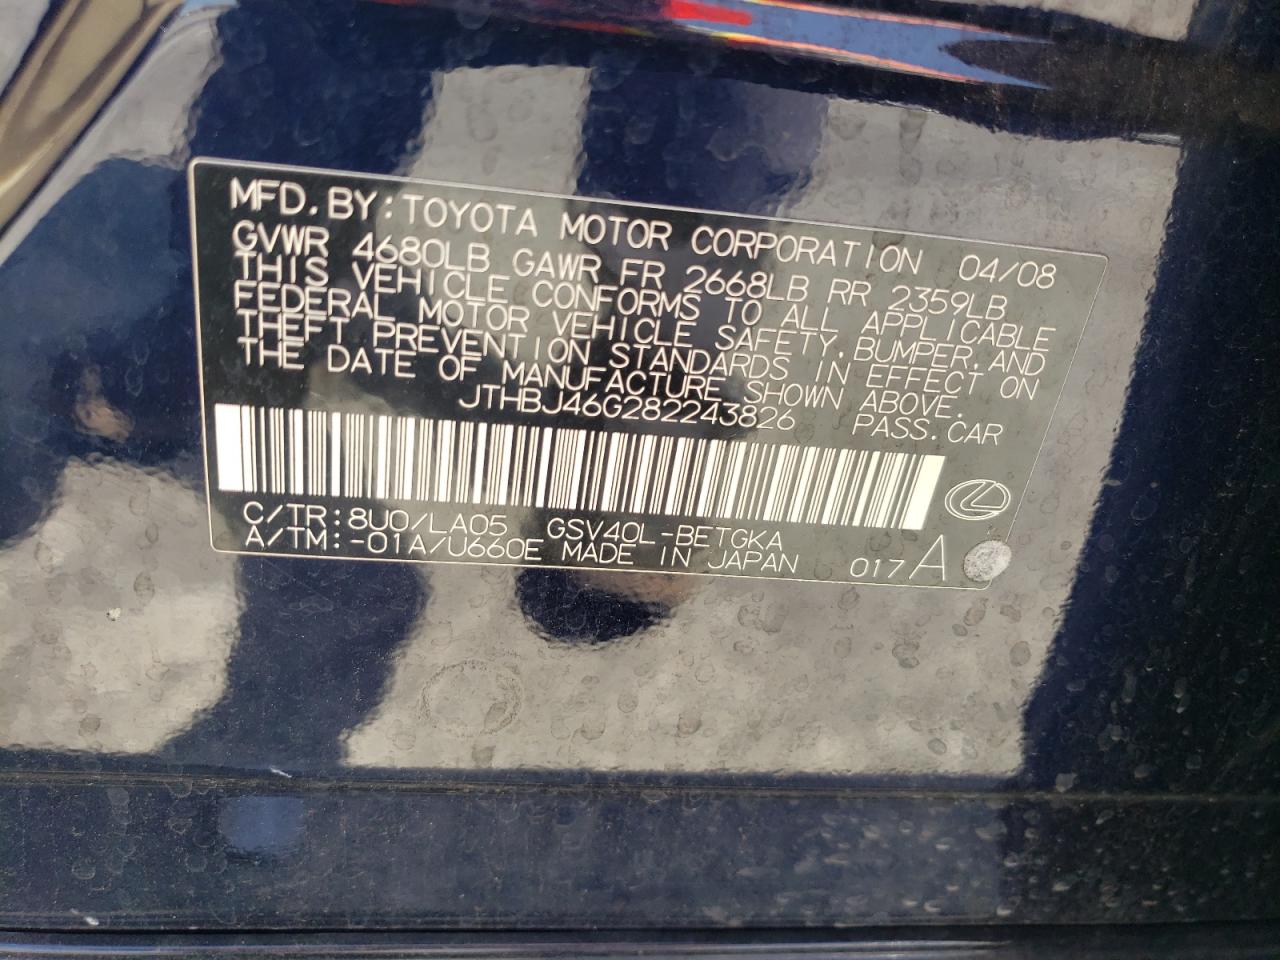 MFD. BY: TOYOTA MOTOR CORPORATION 04/08
GVWR 4680LB GAWR FR 2668LB RR 2359LB
THIS VEHICLE CONFORMS TO ALL APPLICABLE
FEDERAL MOTOR VEHICLE SAFETY, BUMPER, AND
THEFT PREVENTION STANDARDS IN EFFECT ON
THE DATE OF MANUFACTURE SHOWN ABOVE.
JTHBJ46G282243826 PASS. CAR
C/TR: 8U0/LA05 GSV40L-BETGKA
A/TM: -01A/U660E MADE IN JAPAN 017 A